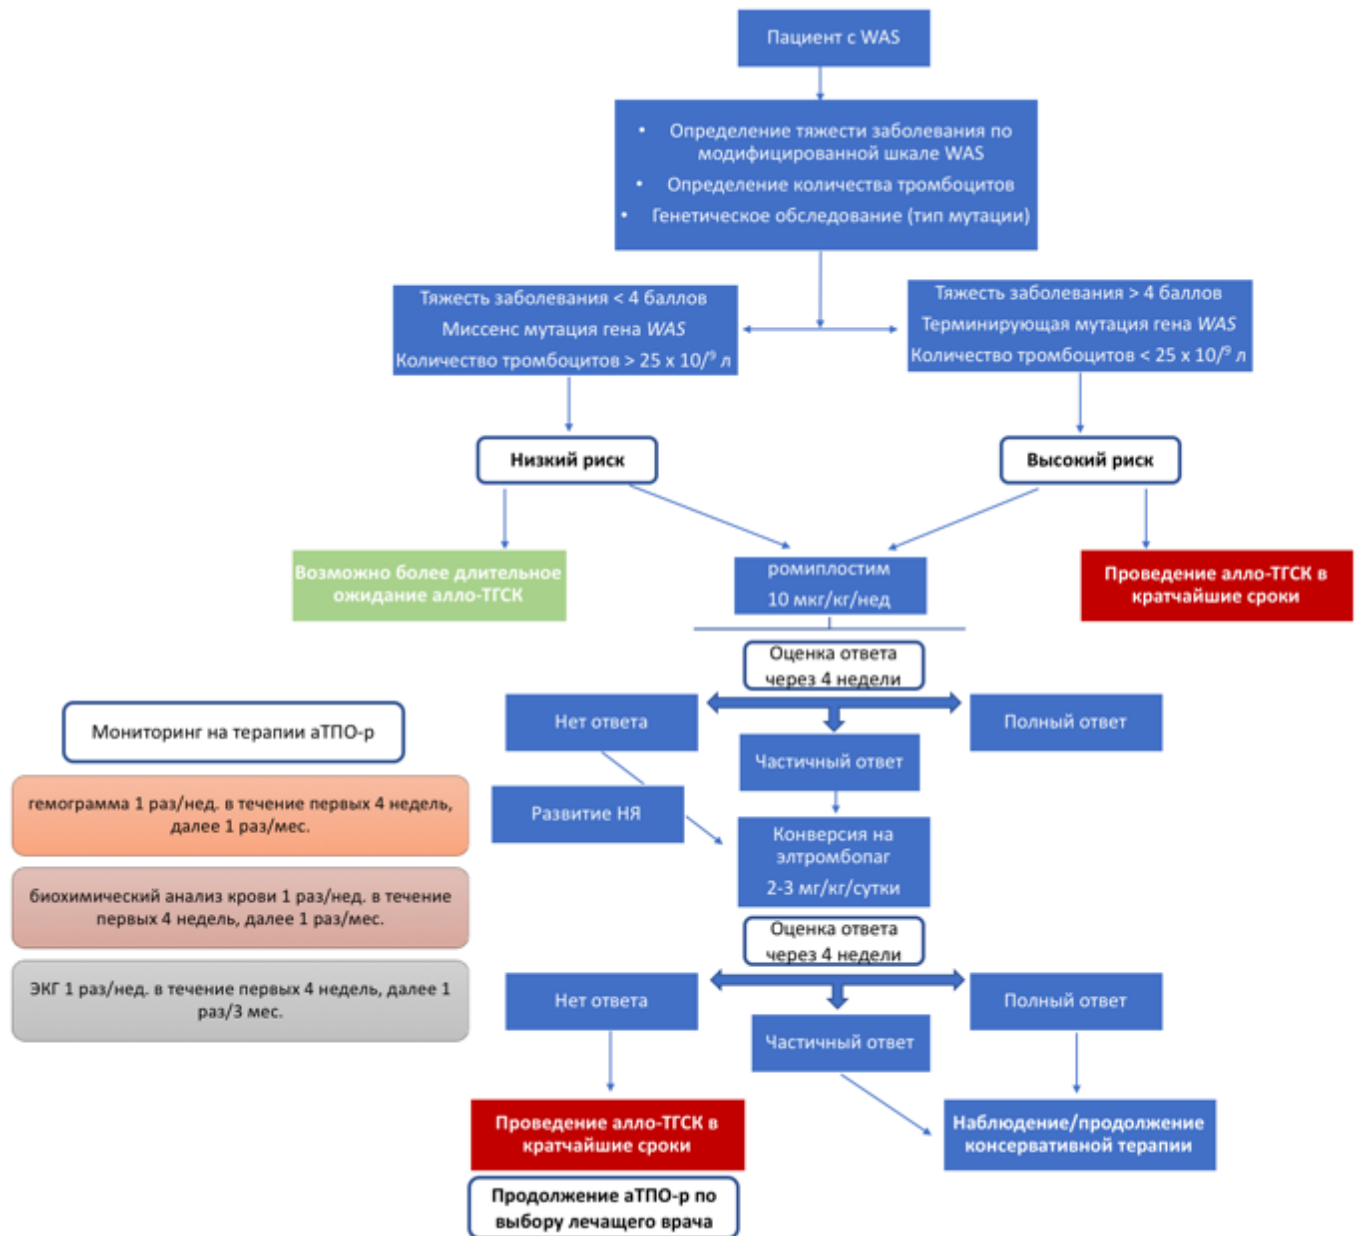 Пациент с WAS
• Определение тяжести заболевания по
модифицированной шкале WAS
• Определение количества тромбоцитов
• Генетическое обследование (тип мутации)
Тяжесть заболевания < 4 баллов
Миссенс мутация гена WAS
Количество тромбоцитов > 25 x 10/⁹ л
Тяжесть заболевания > 4 баллов
Терминирующая мутация гена WAS
Количество тромбоцитов < 25 x 10/⁹ л
Низкий риск
Высокий риск
Возможно более длительное
ожидание алло-ТГСК
ромиплостим
10 мкг/кг/нед
Проведение алло-ТГСК в
кратчайшие сроки
Оценка ответа
через 4 недели
Нет ответа
Частичный ответ
Полный ответ
Развитие НЯ
Конверсия на
элтромбопаг
2-3 мг/кг/сутки
Мониторинг на терапии аТПО-р
гемограмма 1 раз/нед. в течение первых 4 недель,
далее 1 раз/мес.
биохимический анализ крови 1 раз/нед. в течение
первых 4 недель, далее 1 раз/мес.
ЭКГ 1 раз/нед. в течение первых 4 недель, далее 1
раз/3 мес.
Оценка ответа
через 4 недели
Нет ответа
Частичный ответ
Полный ответ
Проведение алло-ТГСК в
кратчайшие сроки
Продолжение аТПО-р по
выбору лечащего врача
Наблюдение/продолжение
консервативной терапии